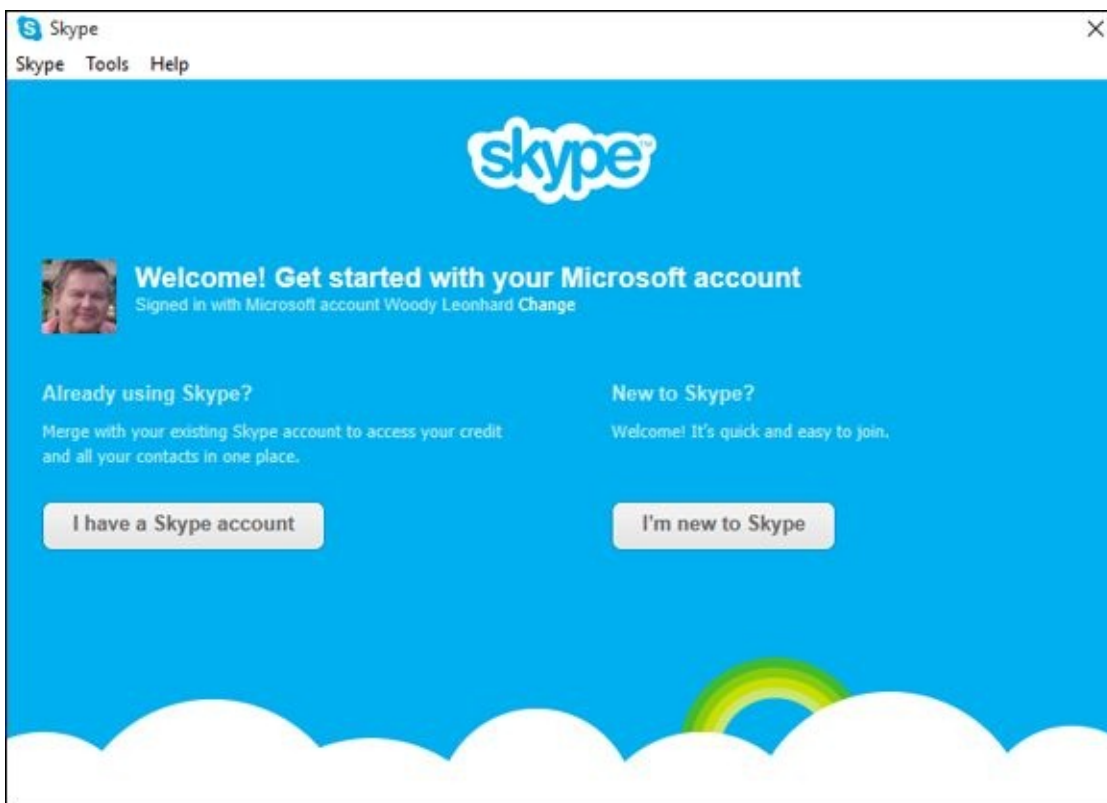 Skype
Skype Tools Help
skype™
Welcome! Get started with your Microsoft account
Signed in with Microsoft account Woody Leonhard Change
Already using Skype?
Merge with your existing Skype account to access your credit
and all your contacts in one place.
I have a Skype account
New to Skype?
Welcome! It's quick and easy to join.
I'm new to Skype